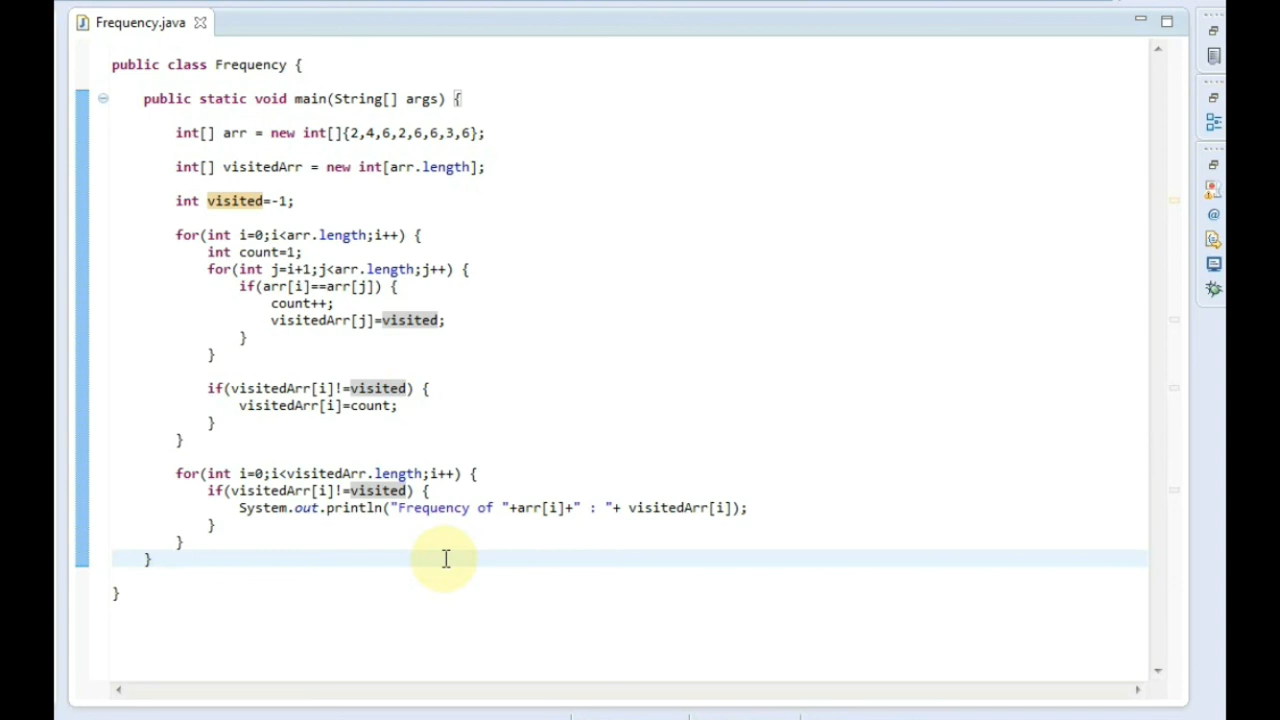 Frequency.java
public class Frequency {
public static void main(String[] args) {
int[] arr = new int[]{2,4,6,2,6,6,3,6};
int[] visitedArr = new int[arr.length];
int visited=-1;
for(int i=0;i<arr.length;i++) {
int count=1;
for(int j=i+1;j<arr.length;j++) {
if(arr[i]==arr[j]) {
count++;
visitedArr[j]=visited;
}
}
if(visitedArr[i]!=visited) {
visitedArr[i]=count;
}
}
for(int i=0;i<visitedArr.length;i++) {
if(visitedArr[i]!=visited) {
System.out.println("Frequency of "+arr[i]+" : "+ visitedArr[i]);
}
}
}
}